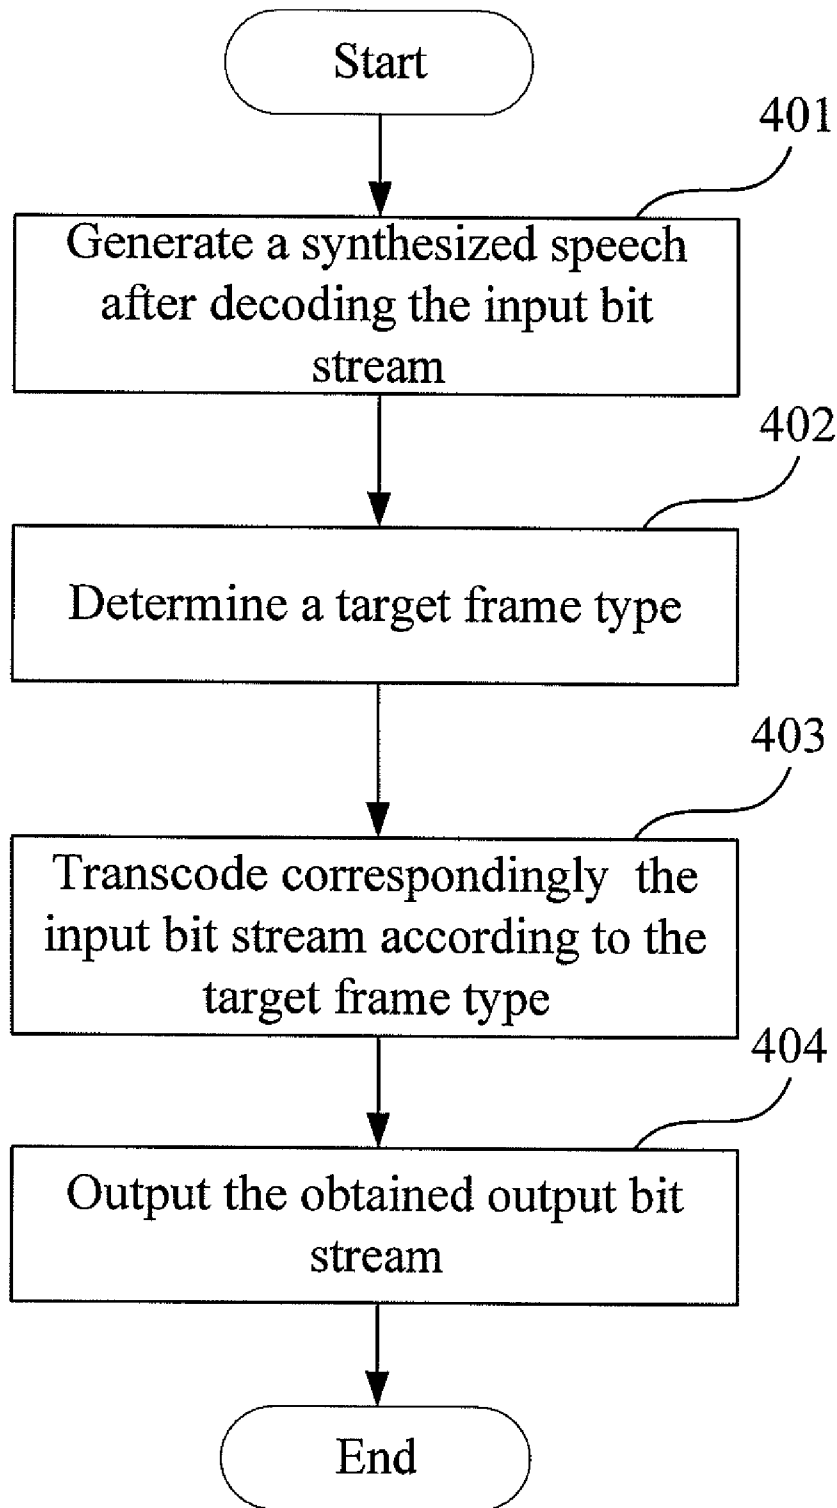 Start
401
Generate a synthesized speech
after decoding the input bit
stream
402
Determine a target frame type
403
Transcode correspondingly the
input bit stream according to the
target frame type
404
Output the obtained output bit
stream
End